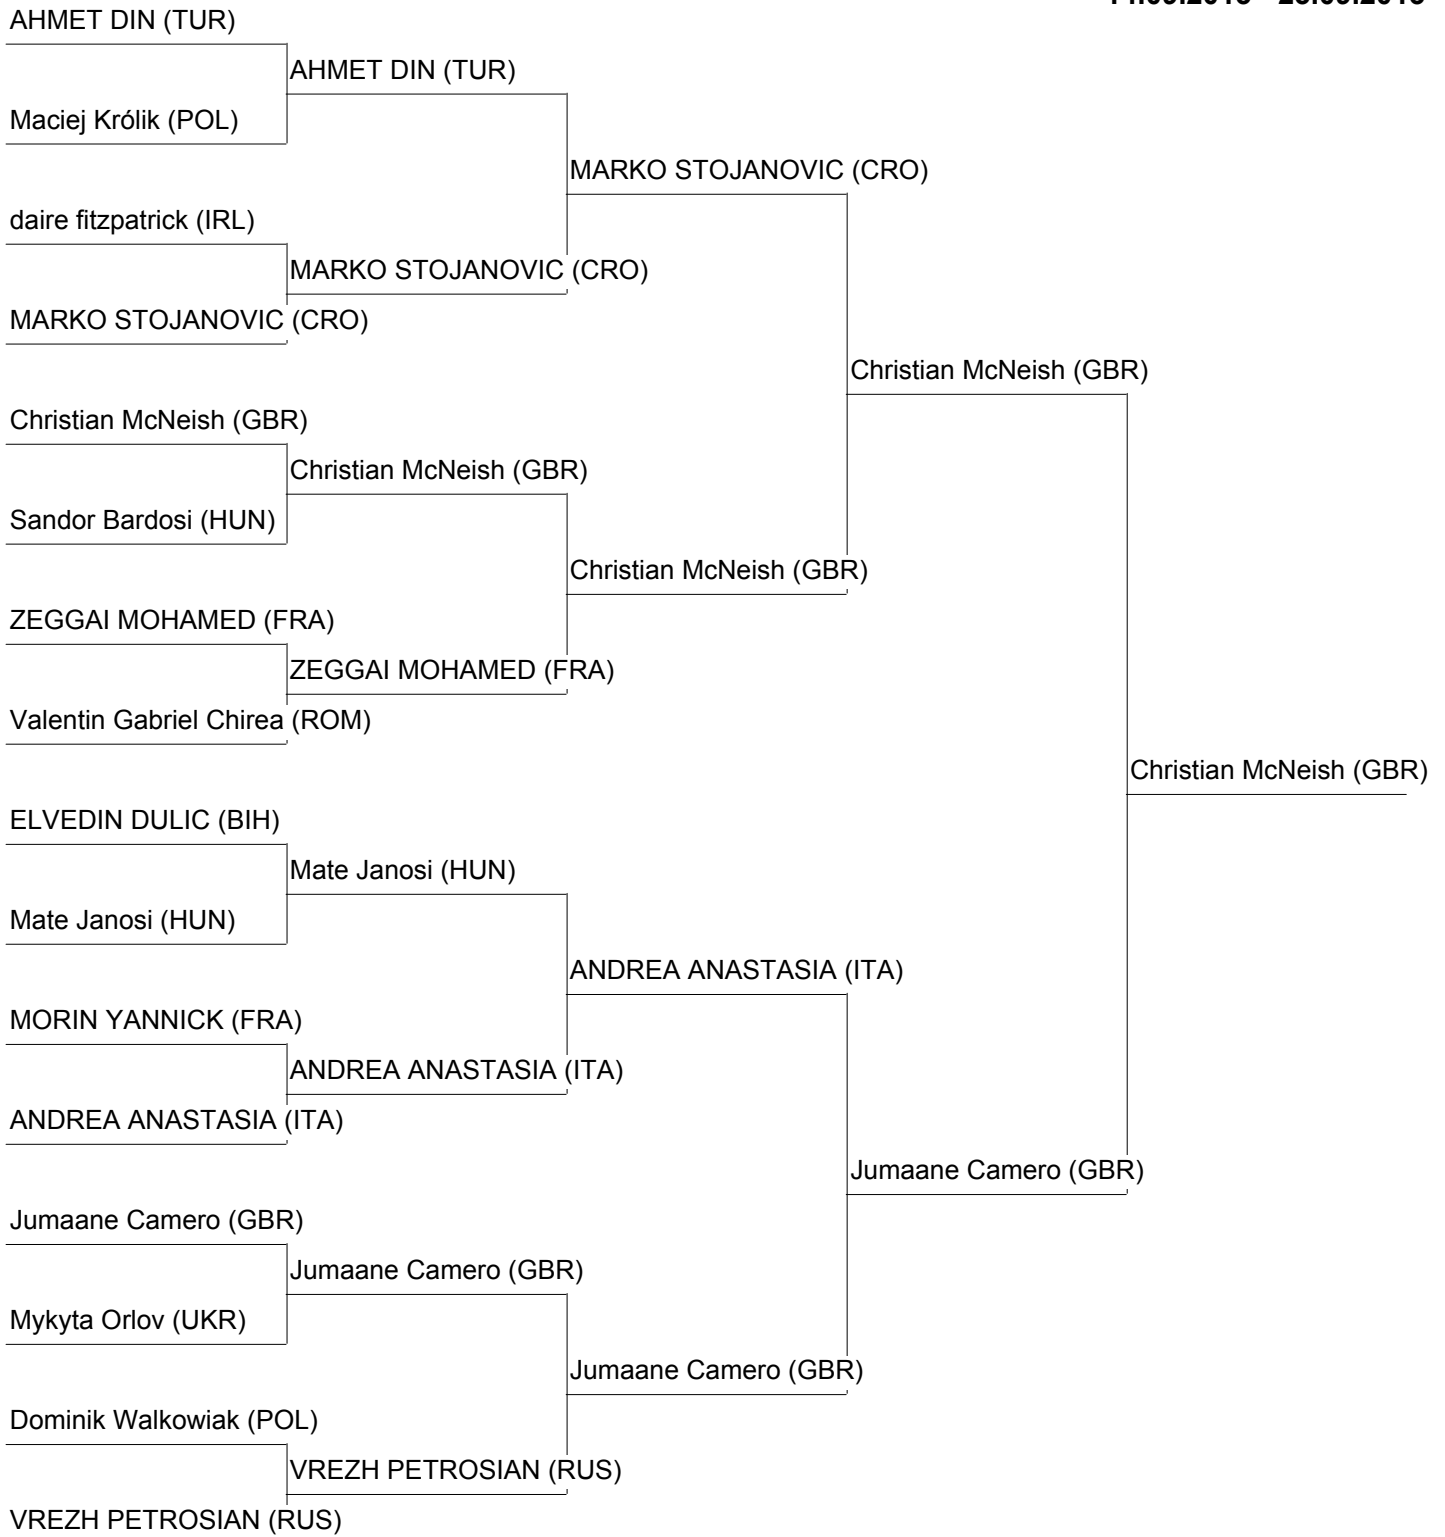 AHMET DIN (TUR)
AHMET DIN (TUR)
Maciej Królik (POL)
MARKO STOJANOVIC (CRO)
daire fitzpatrick (IRL)
MARKO STOJANOVIC (CRO)
MARKO STOJANOVIC (CRO)
Christian McNeish (GBR)
Christian McNeish (GBR)
Christian McNeish (GBR)
Sandor Bardosi (HUN)
Christian McNeish (GBR)
ZEGGAI MOHAMED (FRA)
ZEGGAI MOHAMED (FRA)
Valentin Gabriel Chirea (ROM)
Christian McNeish (GBR)
ELVEDIN DULIC (BIH)
Mate Janosi (HUN)
Mate Janosi (HUN)
ANDREA ANASTASIA (ITA)
MORIN YANNICK (FRA)
ANDREA ANASTASIA (ITA)
ANDREA ANASTASIA (ITA)
Jumaane Camero (GBR)
Jumaane Camero (GBR)
Jumaane Camero (GBR)
Mykyta Orlov (UKR)
Jumaane Camero (GBR)
Dominik Walkowiak (POL)
VREZH PETROSIAN (RUS)
VREZH PETROSIAN (RUS)